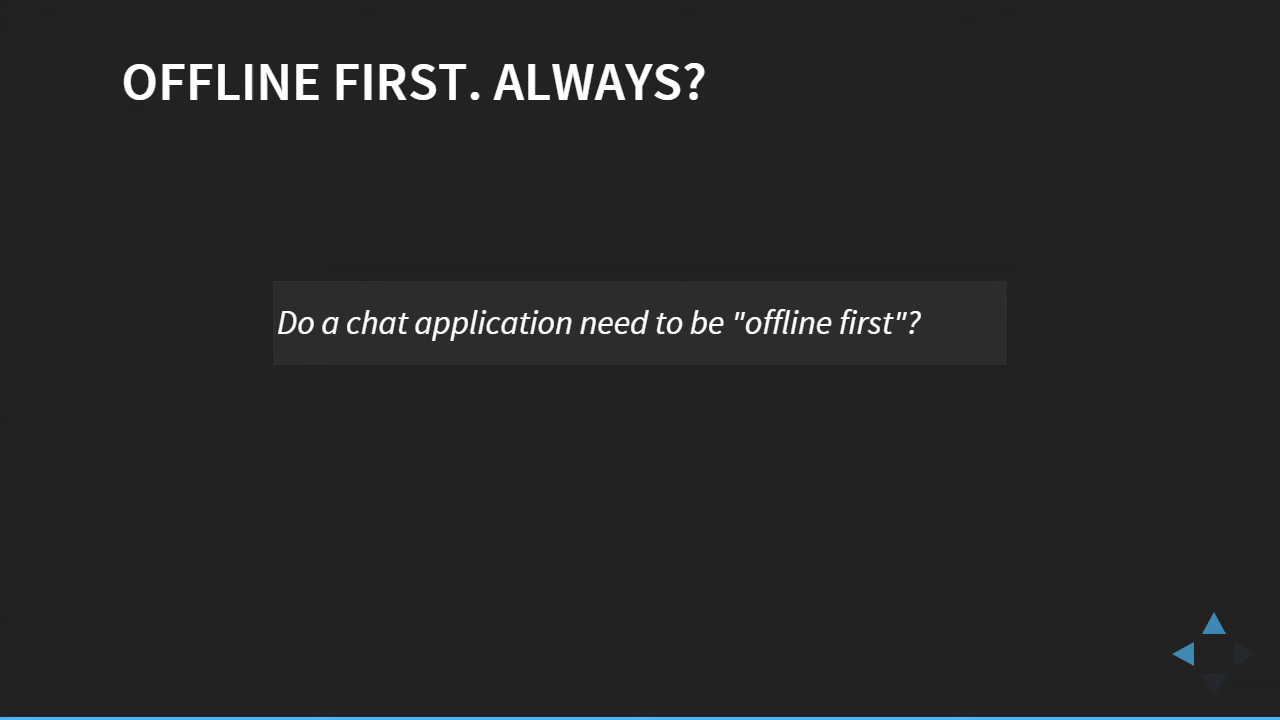 OFFLINE FIRST. ALWAYS?
Do a chat application need to be "offline first"?